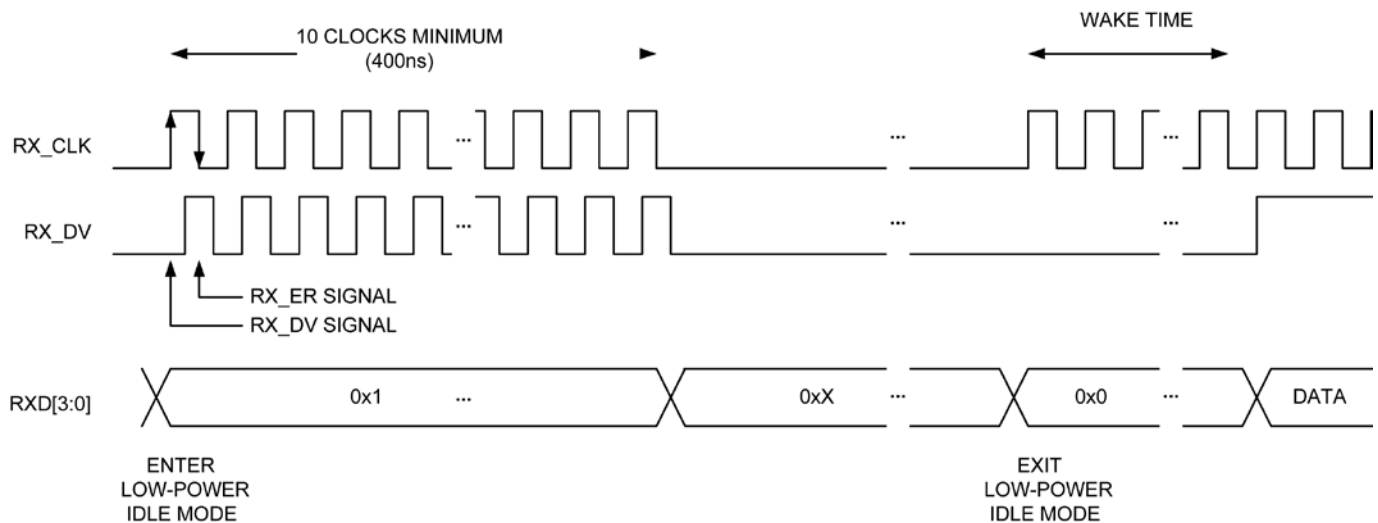 10 CLOCKS MINIMUM
(400ns)
WAKE TIME
RX_CLK
...
...
...
RX_DV
...
...
...
RX_ER SIGNAL
RX_DV SIGNAL
RXD[3:0]
0x1
...
0xX
...
0x0
...
DATA
ENTER
LOW-POWER
IDLE MODE
EXIT
LOW-POWER
IDLE MODE